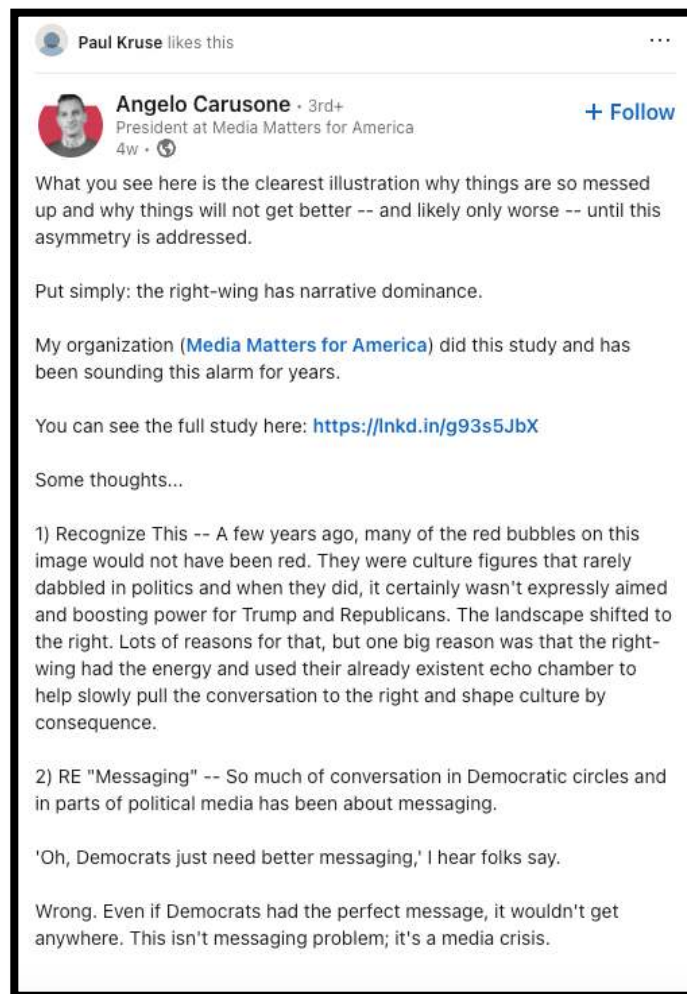 Paul Kruse likes this
...
Angelo Carusone • 3rd+
+ Follow
President at Media Matters for America
4w •
What you see here is the clearest illustration why things are so messed
up and why things will not get better -- and likely only worse -- until this
asymmetry is addressed.
Put simply: the right-wing has narrative dominance.
My organization (Media Matters for America) did this study and has
been sounding this alarm for years.
You can see the full study here: https://lnkd.in/g93s5JbX
Some thoughts...
1) Recognize This -- A few years ago, many of the red bubbles on this
image would not have been red. They were culture figures that rarely
dabbled in politics and when they did, it certainly wasn't expressly aimed
and boosting power for Trump and Republicans. The landscape shifted to
the right. Lots of reasons for that, but one big reason was that the right-
wing had the energy and used their already existent echo chamber to
help slowly pull the conversation to the right and shape culture by
consequence.
2) RE "Messaging" -- So much of conversation in Democratic circles and
in parts of political media has been about messaging.
'Oh, Democrats just need better messaging,' I hear folks say.
Wrong. Even if Democrats had the perfect message, it wouldn't get
anywhere. This isn't messaging problem; it's a media crisis.